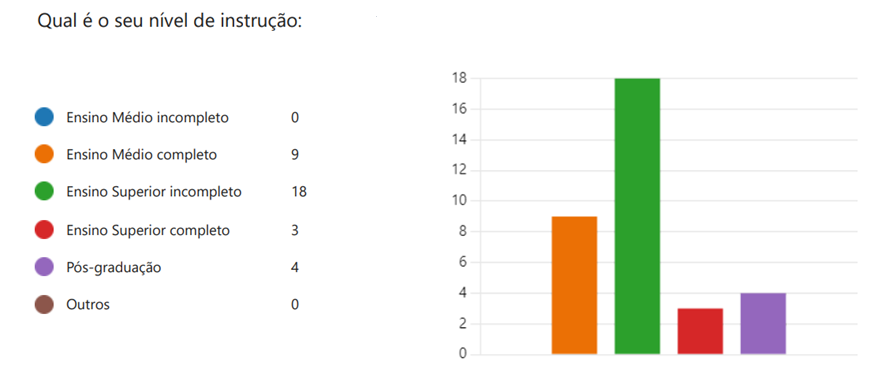 Qual é o seu nível de instrução:
Ensino Médio incompleto 0
Ensino Médio completo 9
Ensino Superior incompleto 18
Ensino Superior completo 3
Pós-graduação 4
Outros 0
18
16
14
12
10
8
6
4
2
0